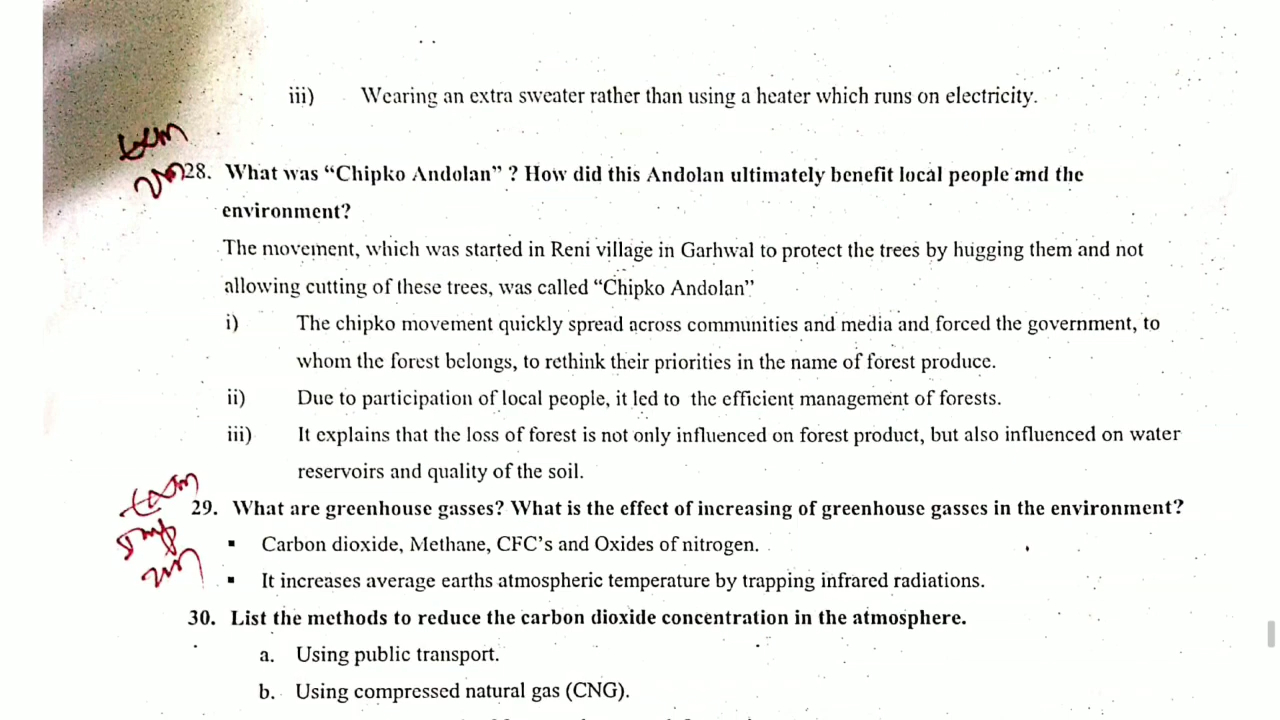 iii) Wearing an extra sweater rather than using a heater which runs on electricity.
28. What was “Chipko Andolan” ? How did this Andolan ultimately benefit local people and the
environment?
The movement, which was started in Reni village in Garhwal to protect the trees by hugging them and not
allowing cutting of these trees, was called “Chipko Andolan”
i) The chipko movement quickly spread across communities and media and forced the government, to
whom the forest belongs, to rethink their priorities in the name of forest produce.
ii) Due to participation of local people, it led to the efficient management of forests.
iii) It explains that the loss of forest is not only influenced on forest product, but also influenced on water
reservoirs and quality of the soil.
29. What are greenhouse gasses? What is the effect of increasing of greenhouse gasses in the environment?
▪ Carbon dioxide, Methane, CFC’s and Oxides of nitrogen.
▪ It increases average earths atmospheric temperature by trapping infrared radiations.
30. List the methods to reduce the carbon dioxide concentration in the atmosphere.
a. Using public transport.
b. Using compressed natural gas (CNG).